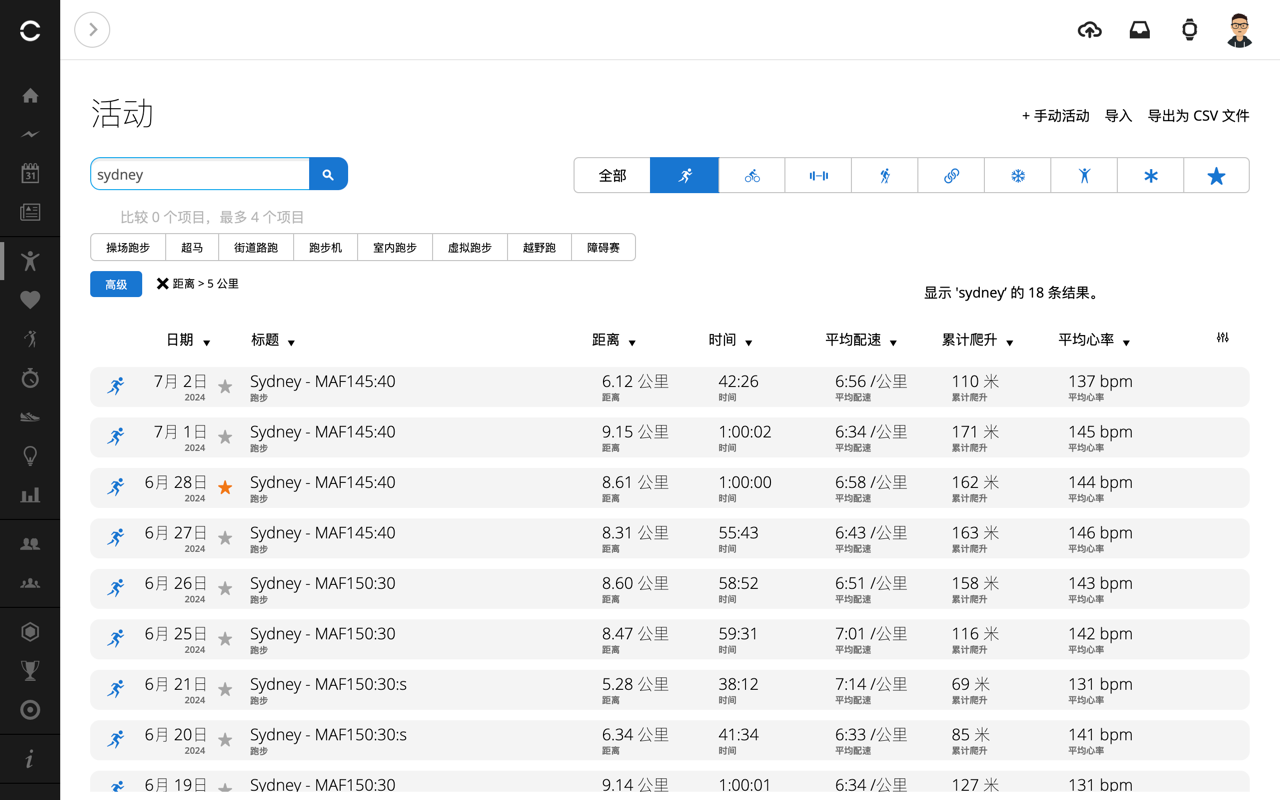 活动
+ 手动活动 导入 导出为 CSV 文件
sydney
全部
31
比较 0 个项目，最多 4 个项目
操场跑步 超马 街道路跑 跑步机 室内跑步 虚拟跑步 越野跑 障碍赛
高级 ✖ 距离 > 5 公里
显示 'sydney' 的 18 条结果。
日期 ▼ 标题 ▼ 距离 ▼ 时间 ▼ 平均配速 ▼ 累计爬升 ▼ 平均心率 ▼
7月 2日 Sydney - MAF145:40 6.12 公里 42:26 6:56 /公里 110 米 137 bpm
2024 跑步 距离 时间 平均配速 累计爬升 平均心率
7月 1日 Sydney - MAF145:40 9.15 公里 1:00:02 6:34 /公里 171 米 145 bpm
2024 跑步 距离 时间 平均配速 累计爬升 平均心率
6月 28日 Sydney - MAF145:40 8.61 公里 1:00:00 6:58 /公里 162 米 144 bpm
2024 跑步 距离 时间 平均配速 累计爬升 平均心率
6月 27日 Sydney - MAF145:40 8.31 公里 55:43 6:43 /公里 163 米 146 bpm
2024 跑步 距离 时间 平均配速 累计爬升 平均心率
6月 26日 Sydney - MAF150:30 8.60 公里 58:52 6:51 /公里 158 米 143 bpm
2024 跑步 距离 时间 平均配速 累计爬升 平均心率
6月 25日 Sydney - MAF150:30 8.47 公里 59:31 7:01 /公里 116 米 142 bpm
2024 跑步 距离 时间 平均配速 累计爬升 平均心率
6月 21日 Sydney - MAF150:30:s 5.28 公里 38:12 7:14 /公里 69 米 131 bpm
2024 跑步 距离 时间 平均配速 累计爬升 平均心率
6月 20日 Sydney - MAF150:30:s 6.34 公里 41:34 6:33 /公里 85 米 141 bpm
2024 跑步 距离 时间 平均配速 累计爬升 平均心率
6月 19日 Sydney - MAF150:30 9.14 公里 1:00:01 6:34 /公里 127 米 131 bpm